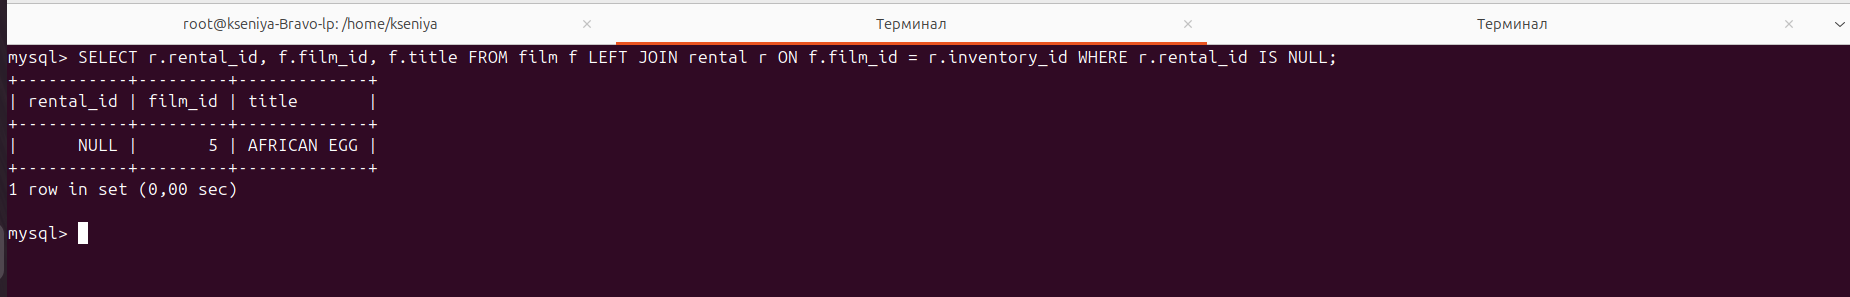 root@kseniya-Bravo-lp: /home/kseniya × Терминал × Терминал ×
mysql> SELECT r.rental_id, f.film_id, f.title FROM film f LEFT JOIN rental r ON f.film_id = r.inventory_id WHERE r.rental_id IS NULL;
+-----------+---------+-------------+
| rental_id | film_id | title       |
+-----------+---------+-------------+
|      NULL |       5 | AFRICAN EGG |
+-----------+---------+-------------+
1 row in set (0,00 sec)
mysql>